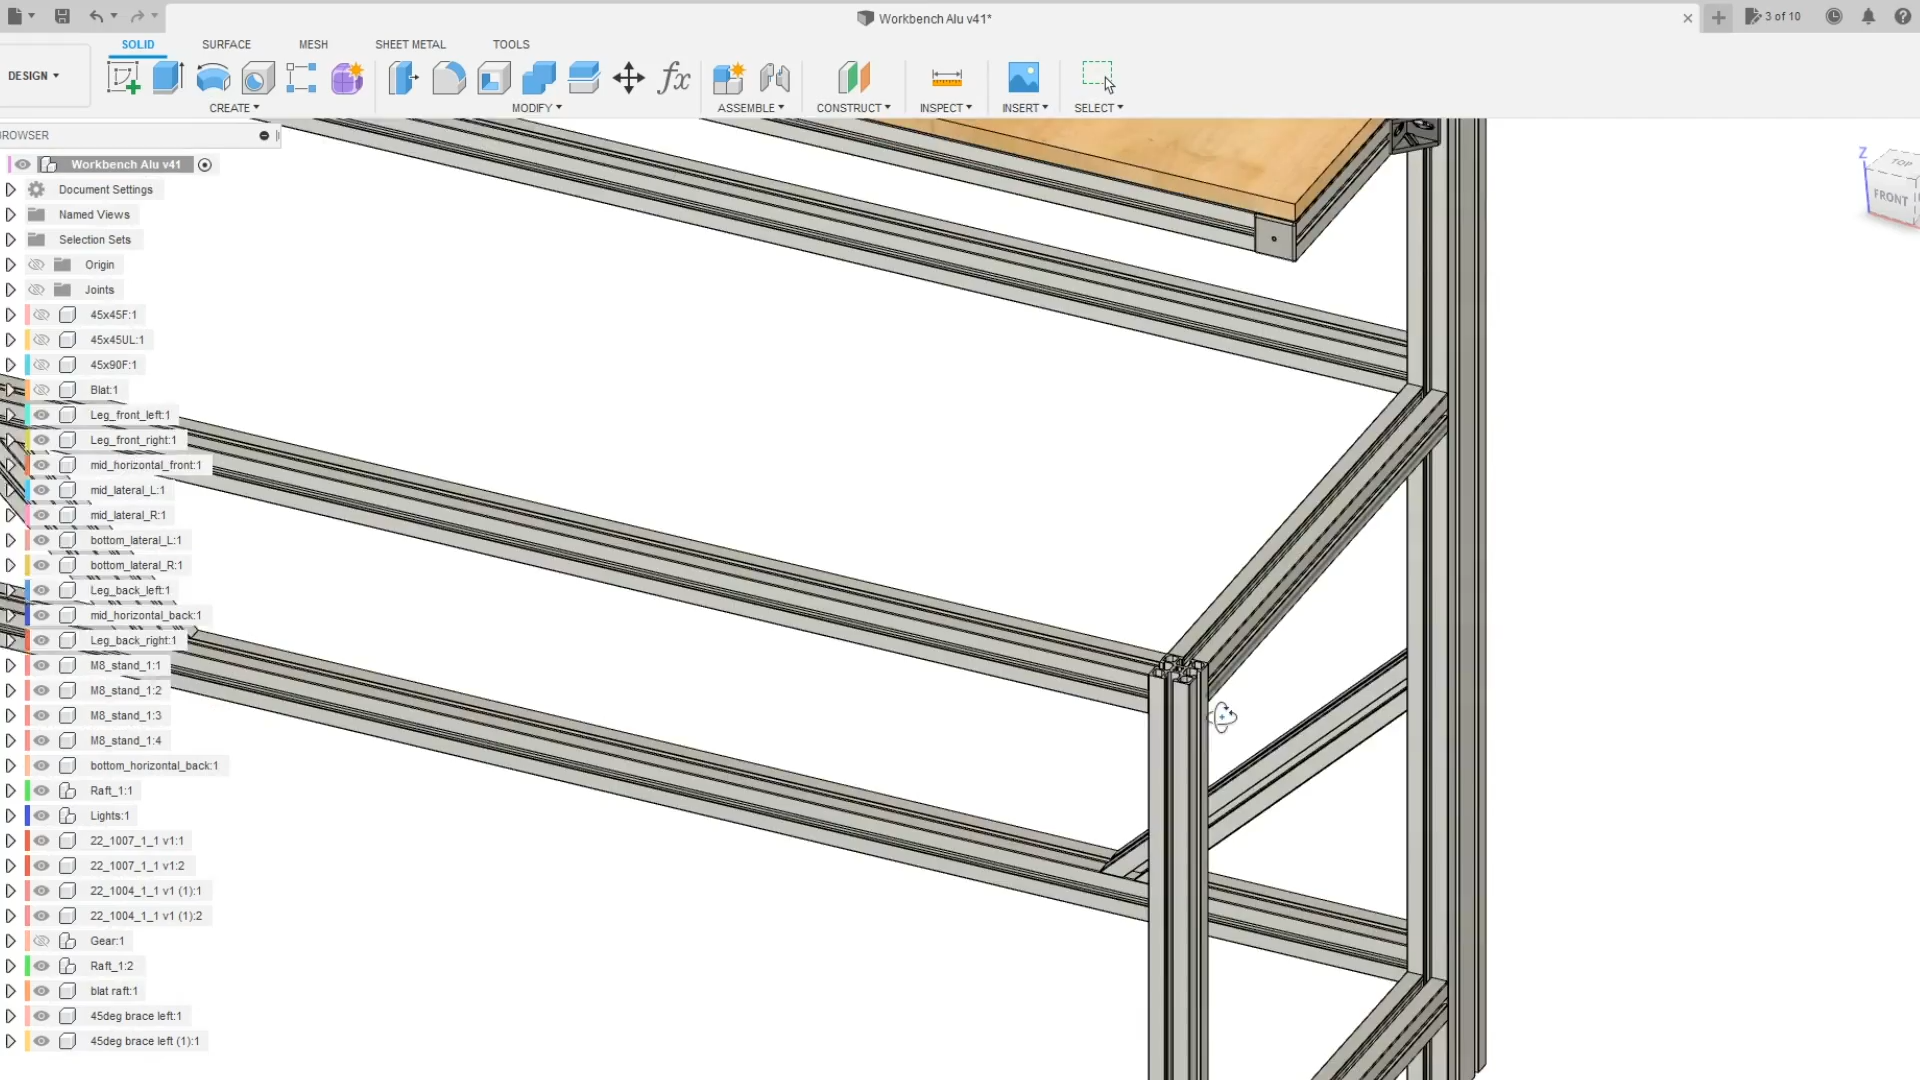 Workbench Alu v41*
3 of 10
SOLID
SURFACE
MESH
SHEET METAL
TOOLS
DESIGN
fx
CREATE
MODIFY
ASSEMBLE
CONSTRUCT
INSPECT
INSERT
SELECT
ROWSER
Workbench Alu v41
Document Settings
Named Views
Selection Sets
Origin
Joints
45x45F:1
45x45UL:1
45x90F:1
Blat:1
Leg_front_left:1
Leg_front_right:1
mid_horizontal_front:1
mid_lateral_L:1
mid_lateral_R:1
bottom_lateral_L:1
bottom_lateral_R:1
Leg_back_left:1
mid_horizontal_back:1
Leg_back_right:1
M8_stand_1:1
M8_stand_1:2
M8_stand_1:3
M8_stand_1:4
bottom_horizontal_back:1
Raft_1:1
Lights:1
22_1007_1_1 v1:1
22_1007_1_1 v1:2
22_1004_1_1 v1 (1):1
22_1004_1_1 v1 (1):2
Gear:1
Raft_1:2
blat raft:1
45deg brace left:1
45deg brace left (1):1
Z
TOP
FRONT